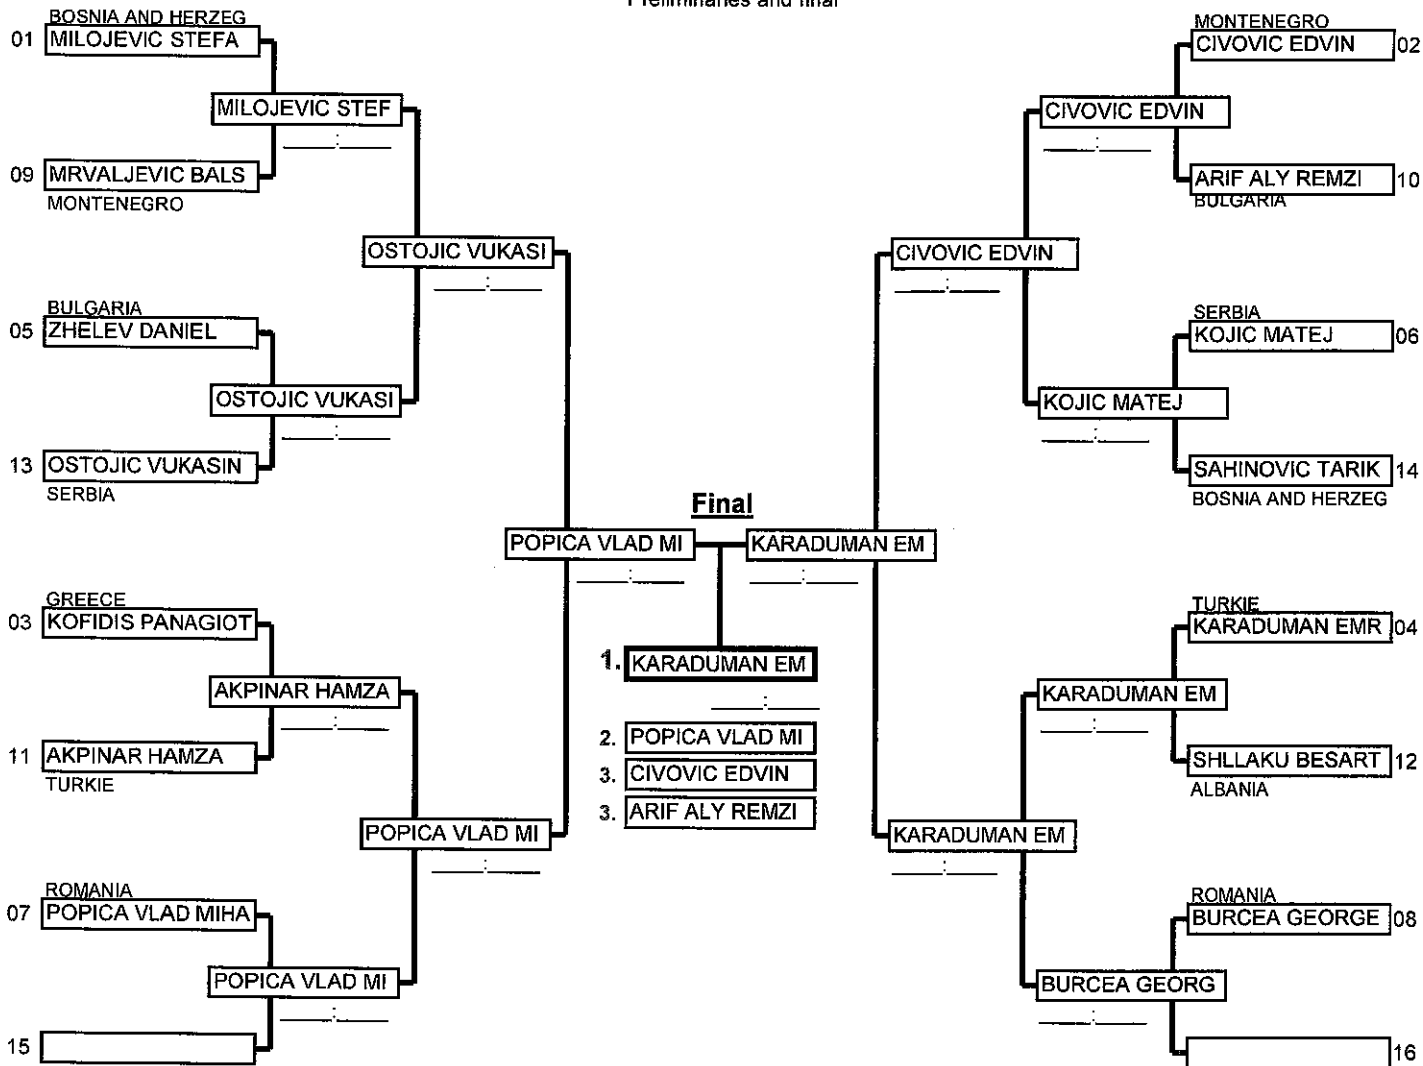 Preliminaries and final
BOSNIA AND HERZEG
01 MILOJEVIC STEFA
MILOJEVIC STEF
09 MRVALJEVIC BALS
MONTENEGRO
OSTOJIC VUKASI
BULGARIA
05 ZHELEV DANIEL
OSTOJIC VUKASI
13 OSTOJIC VUKASIN
SERBIA
POPICA VLAD MI
GREECE
03 KOFIDIS PANAGIOT
AKPINAR HAMZA
11 AKPINAR HAMZA
TURKIE
POPICA VLAD MI
ROMANIA
07 POPICA VLAD MIHA
POPICA VLAD MI
15
Final
1. KARADUMAN EM
2. POPICA VLAD MI
3. CIVOVIC EDVIN
3. ARIF ALY REMZI
MONTENEGRO
CIVOVIC EDVIN 02
CIVOVIC EDVIN
ARIF ALY REMZI 10
BULGARIA
CIVOVIC EDVIN
SERBIA
KOJIC MATEJ 06
KOJIC MATEJ
SAHINOVIC TARIK 14
BOSNIA AND HERZEG
KARADUMAN EM
TURKIE
KARADUMAN EMR 04
KARADUMAN EM
SHLLAKU BESART 12
ALBANIA
KARADUMAN EM
ROMANIA
BURCEA GEORGE 08
BURCEA GEORG
16